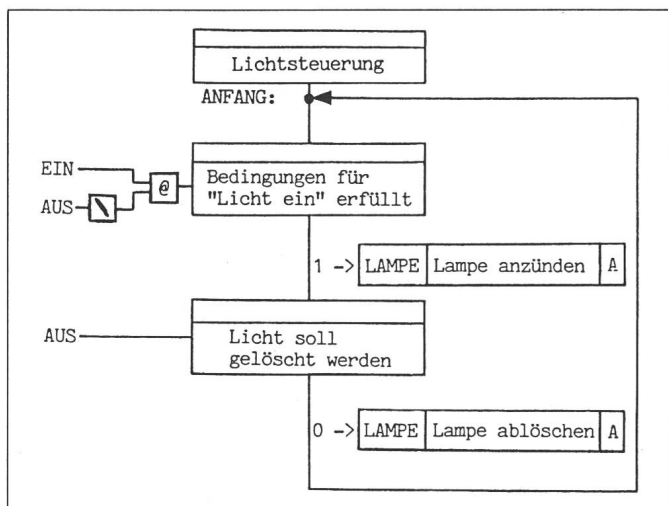 Lichtsteuerung
ANFANG:
EIN
AUS
@
Bedingungen für
"Licht ein" erfüllt
1 -> LAMPE Lampe anzünden A
AUS
Licht soll
gelöscht werden
0 -> LAMPE Lampe ablöschen A